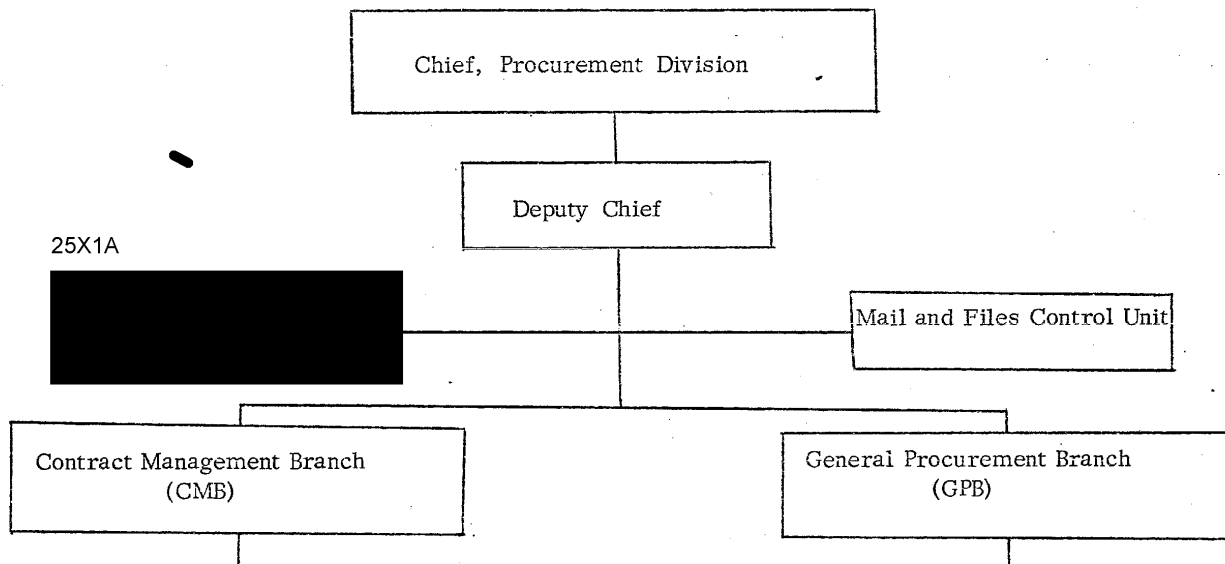 Chief, Procurement Division
Deputy Chief
25X1A
Mail and Files Control Unit
Contract Management Branch
(CMB)
General Procurement Branch
(GPB)